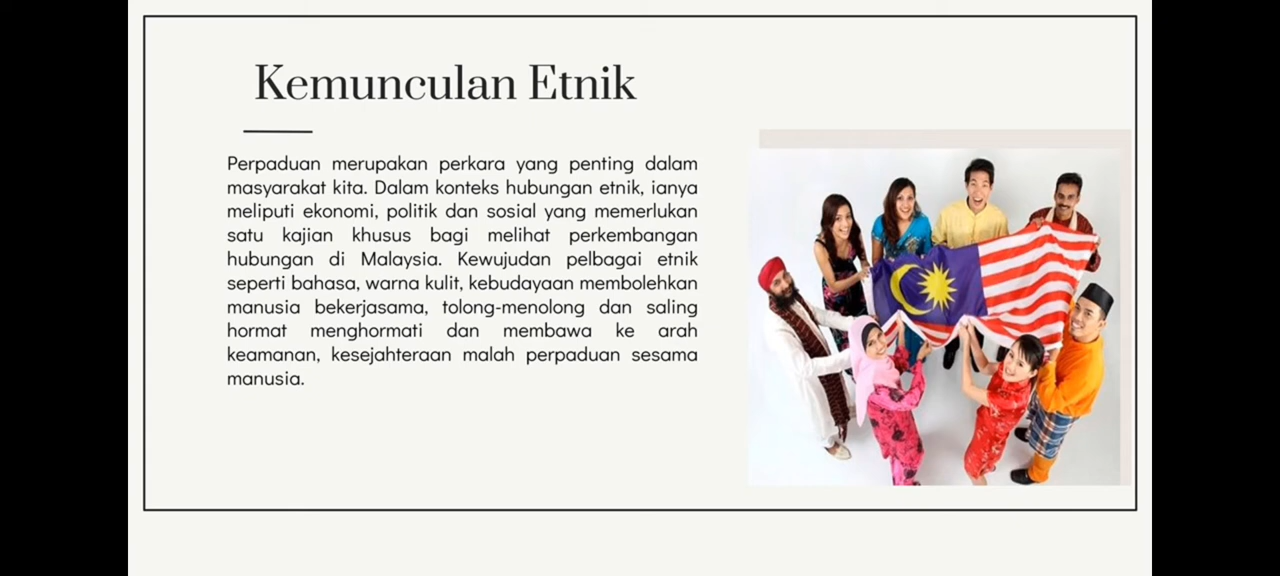 Kemunculan Etnik
Perpaduan merupakan perkara yang penting dalam
masyarakat kita. Dalam konteks hubungan etnik, ianya
meliputi ekonomi, politik dan sosial yang memerlukan
satu kajian khusus bagi melihat perkembangan
hubungan di Malaysia. Kewujudan pelbagai etnik
seperti bahasa, warna kulit, kebudayaan membolehkan
manusia bekerjasama, tolong-menolong dan saling
hormat menghormati dan membawa ke arah
keamanan, kesejahteraan malah perpaduan sesama
manusia.